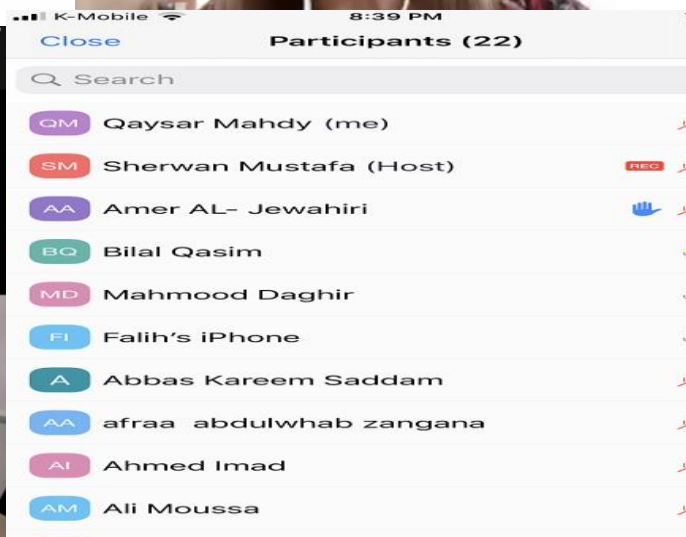 K-Mobile 8:39 PM
Close Participants (22)
Search
QM Qaysar Mahdy (me)
SM Sherwan Mustafa (Host) REC
AA Amer AL- Jewahiri
BQ Bilal Qasim
MD Mahmood Daghir
FI Falih's iPhone
A Abbas Kareem Saddam
AA afraa abdulwhab zangana
AI Ahmed Imad
AM Ali Moussa